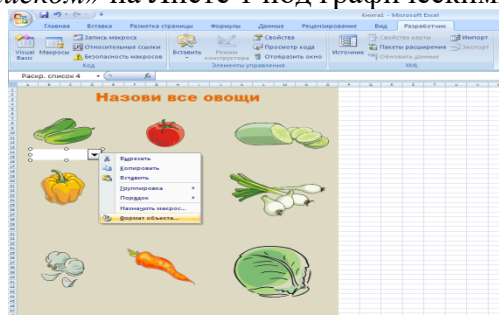 ском» на Листе 1 под графическим
Книга1 - Microsoft Excel
Главная Вставка Разметка страницы Формулы Данные Рецензирование Вид Разработчик
Visual Basic
Макросы
Запись макроса
Относительные ссылки
Безопасность макросов
Код
Вставить
Режим конструктора
Свойства
Просмотр кода
Отобразить окно
Элементы управления
Источник
Свойства карты
Пакеты расширения
Обновить данные
Импорт
Экспорт
XML
Раскр. список 4
fx
Назови все овощи
Вырезать
Копировать
Вставить
Группировка
Порядок
Назначить макрос...
Формат объекта...